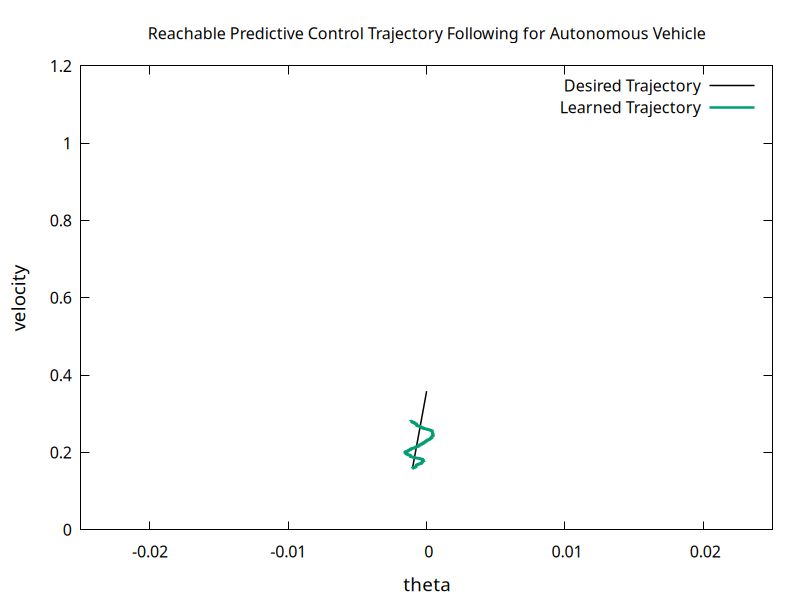 Reachable Predictive Control Trajectory Following for Autonomous Vehicle
1.2
Desired Trajectory
Learned Trajectory
1
0.8
velocity
0.6
0.4
0.2
0
-0.02 -0.01 0 0.01 0.02
theta